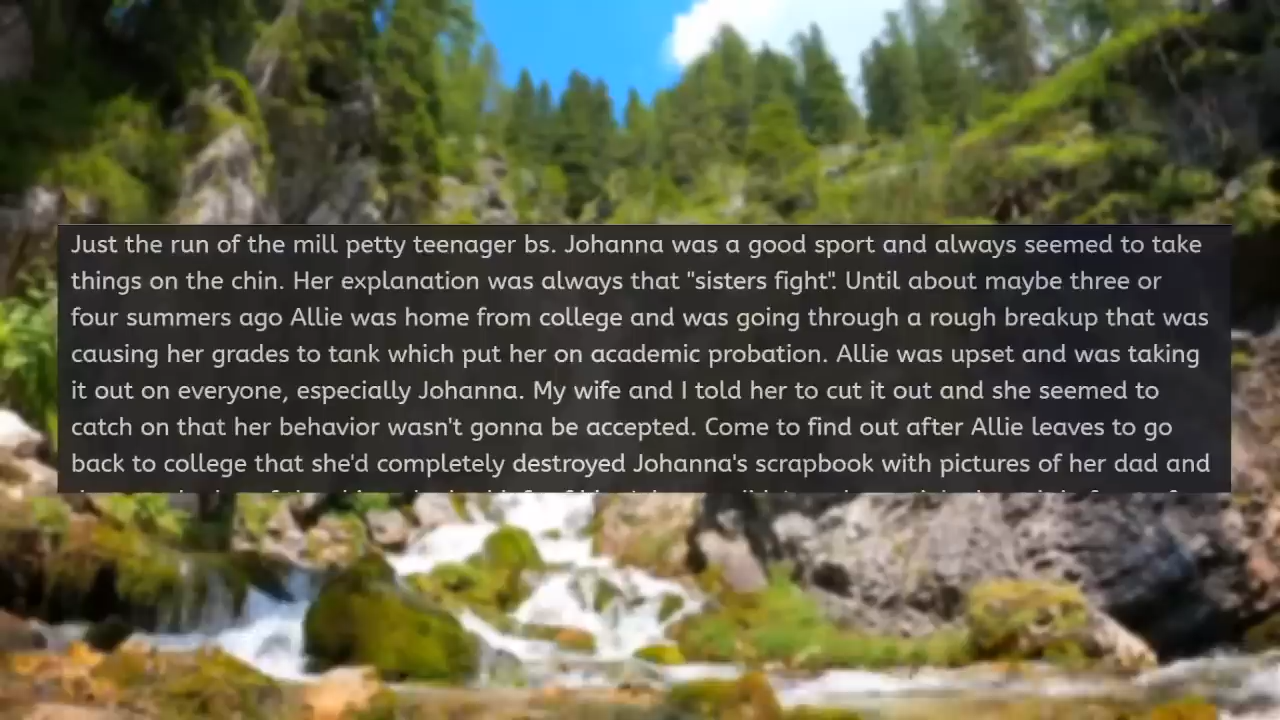 Just the run of the mill petty teenager bs. Johanna was a good sport and always seemed to take
things on the chin. Her explanation was always that "sisters fight". Until about maybe three or
four summers ago Allie was home from college and was going through a rough breakup that was
causing her grades to tank which put her on academic probation. Allie was upset and was taking
it out on everyone, especially Johanna. My wife and I told her to cut it out and she seemed to
catch on that her behavior wasn't gonna be accepted. Come to find out after Allie leaves to go
back to college that she'd completely destroyed Johanna's scrapbook with pictures of her dad and